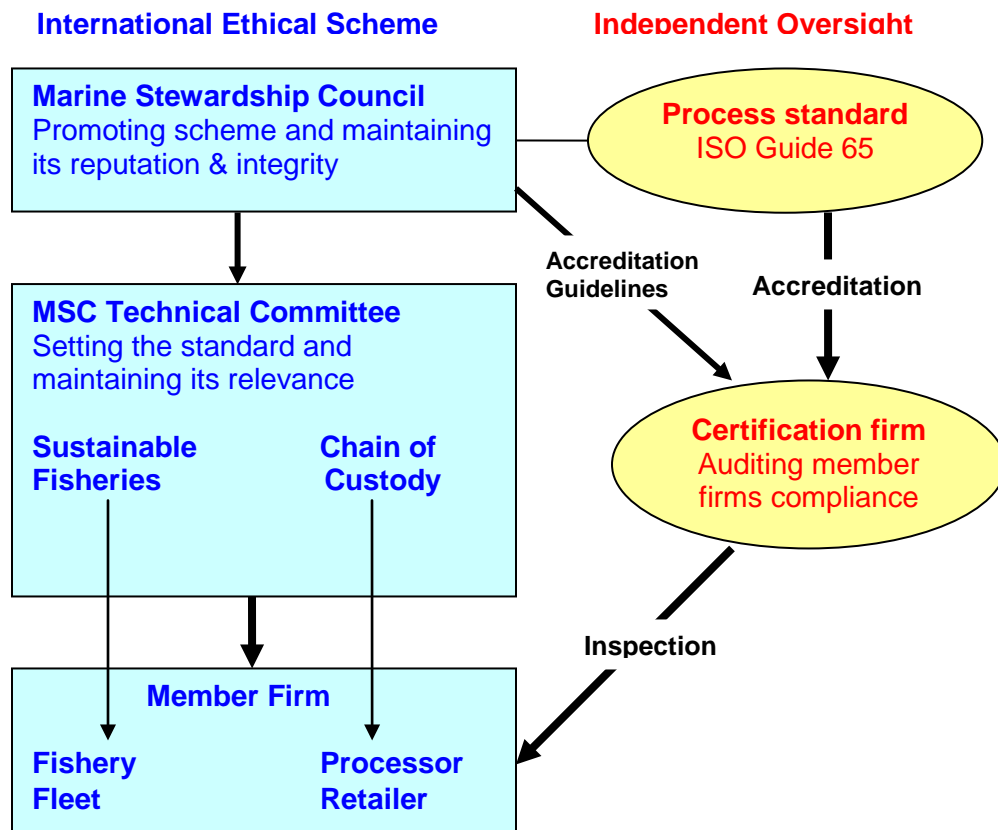 International Ethical Scheme
Independent Oversight
Marine Stewardship Council
Promoting scheme and maintaining
its reputation & integrity
Process standard
ISO Guide 65
Accreditation
Guidelines
Accreditation
MSC Technical Committee
Setting the standard and
maintaining its relevance
Sustainable
Fisheries
Chain of
Custody
Certification firm
Auditing member
firms compliance
Inspection
Member Firm
Fishery
Fleet
Processor
Retailer